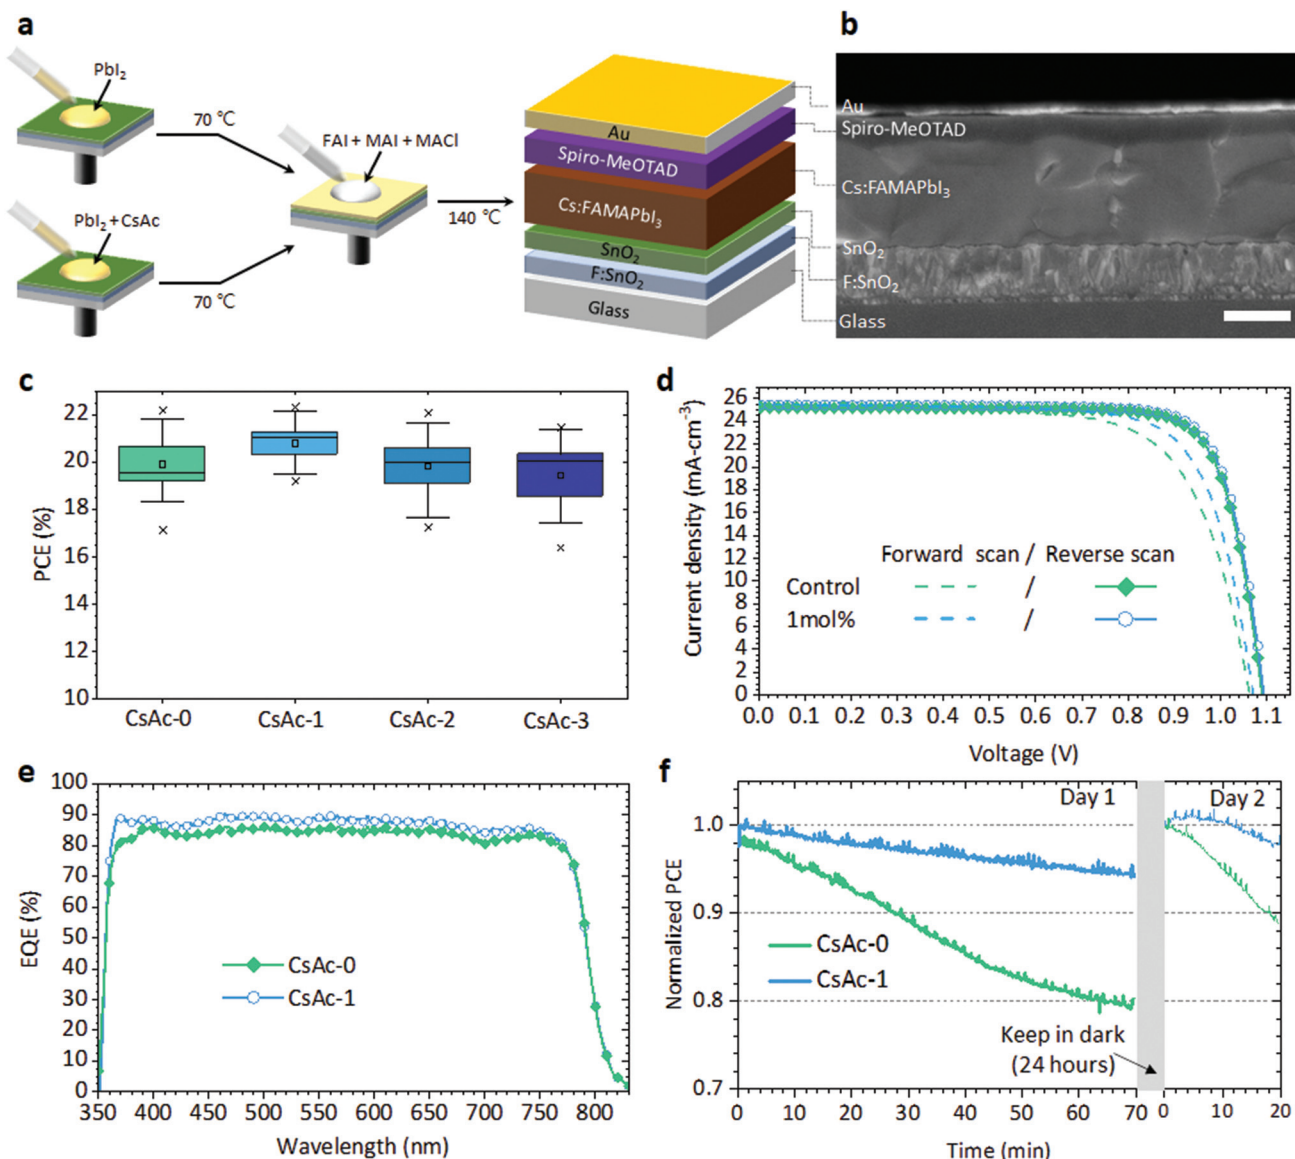 a
PbI2
70 ℃
FAI + MAI + MACl
PbI2 + CsAc
70 ℃
140 ℃
Au
Spiro-MeOTAD
Cs:FAMAPbI3
SnO2
F:SnO2
Glass
b
Au
Spiro-MeOTAD
Cs:FAMAPbI3
SnO2
F:SnO2
Glass
c
PCE (%)
22
20
18
16
14
12
10
CsAc-0 CsAc-1 CsAc-2 CsAc-3
d
Current density (mA-cm-3)
26
24
22
20
18
16
14
12
10
8
6
4
2
0
Forward scan / Reverse scan
Control /
1mol% /
0.0 0.1 0.2 0.3 0.4 0.5 0.6 0.7 0.8 0.9 1.0 1.1
Voltage (V)
e
EQE (%)
100
90
80
70
60
50
40
30
20
10
0
CsAc-0
CsAc-1
350 400 450 500 550 600 650 700 750 800
Wavelength (nm)
f
Normalized PCE
1.0
0.9
0.8
0.7
Day 1
Day 2
CsAc-0
CsAc-1
Keep in dark
(24 hours)
0 10 20 30 40 50 60 70 0 10 20
Time (min)